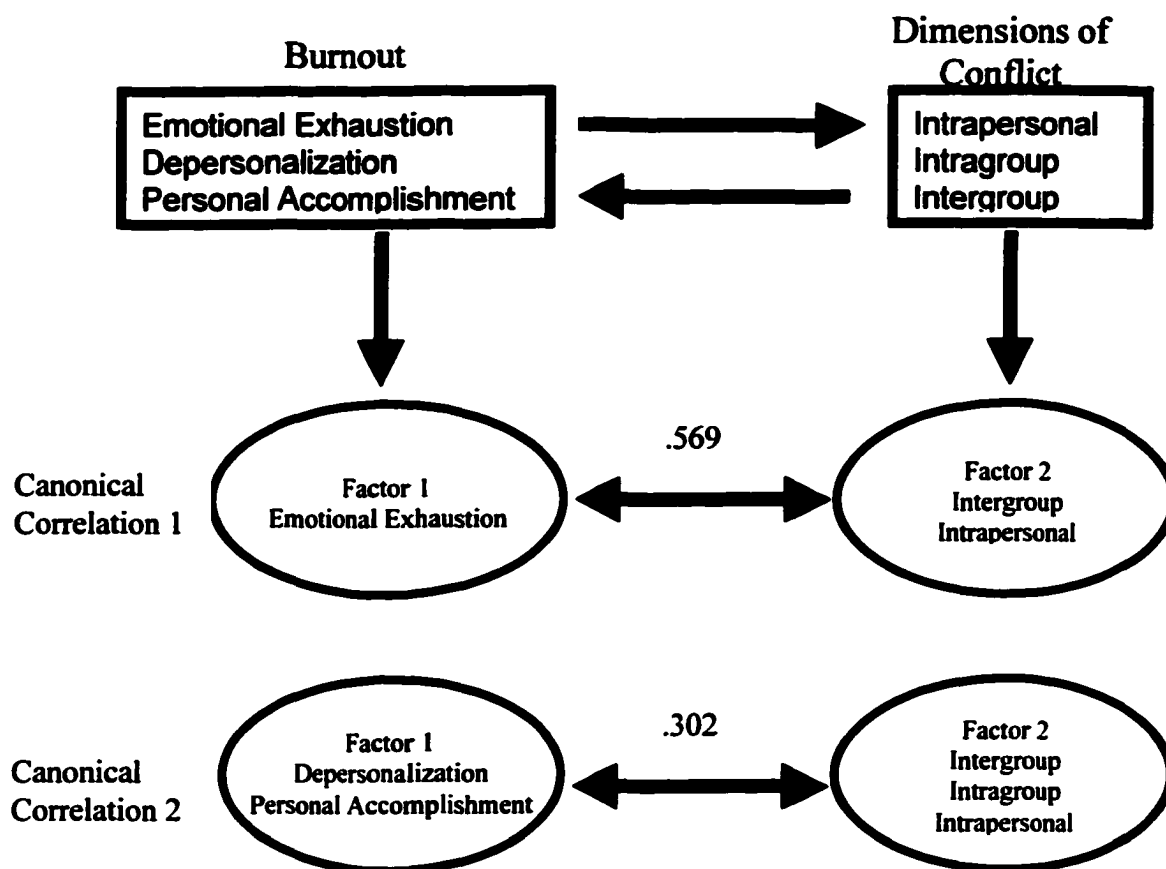 Burnout
Dimensions of
Conflict
Emotional Exhaustion
Depersonalization
Personal Accomplishment
Intrapersonal
Intragroup
Intergroup
Canonical
Correlation 1
Factor 1
Emotional Exhaustion
.569
Factor 2
Intergroup
Intrapersonal
Canonical
Correlation 2
Factor 1
Depersonalization
Personal Accomplishment
.302
Factor 2
Intergroup
Intragroup
Intrapersonal